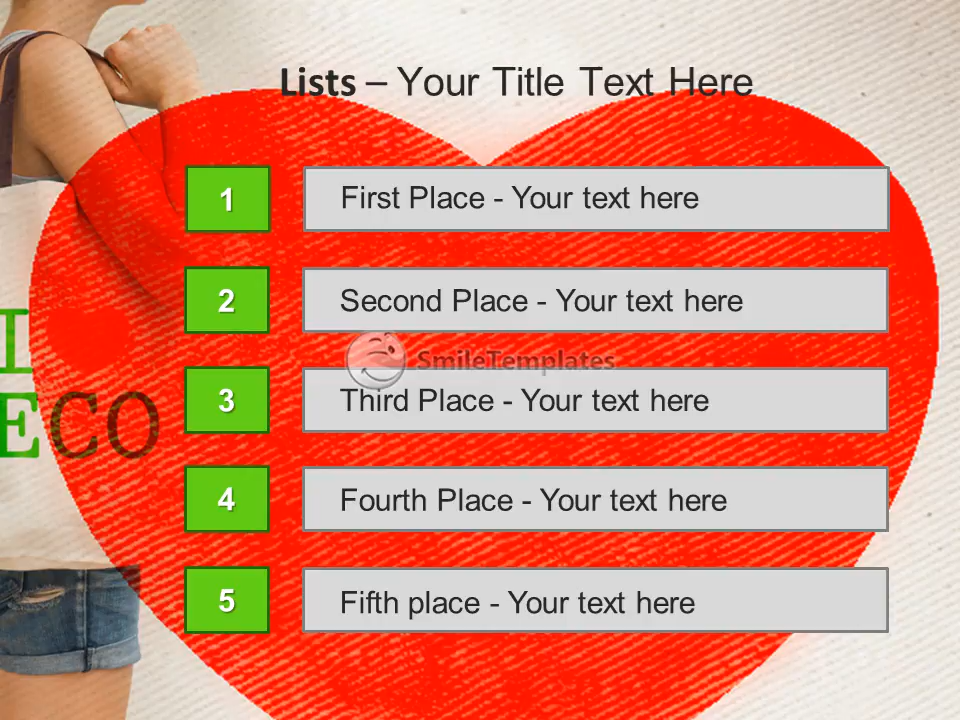 Lists – Your Title Text Here
1 First Place - Your text here
2 Second Place - Your text here
SmileTemplates
3 Third Place - Your text here
4 Fourth Place - Your text here
5 Fifth place - Your text here
I
ECO